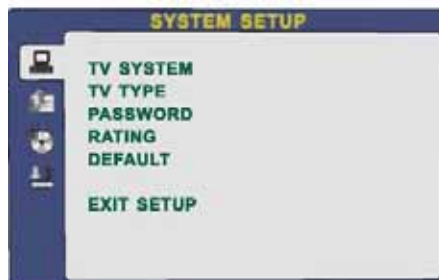 SYSTEM SETUP
TV SYSTEM
TV TYPE
PASSWORD
RATING
DEFAULT
EXIT SETUP